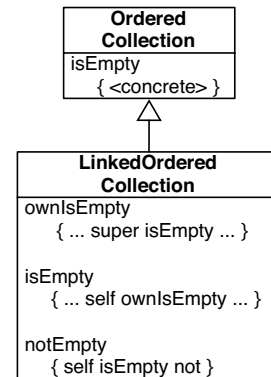 Ordered
Collection
isEmpty
{ <concrete> }
LinkedOrdered
Collection
ownIsEmpty
{ ... super isEmpty ... }
isEmpty
{ ... self ownIsEmpty ... }
notEmpty
{ self isEmpty not }